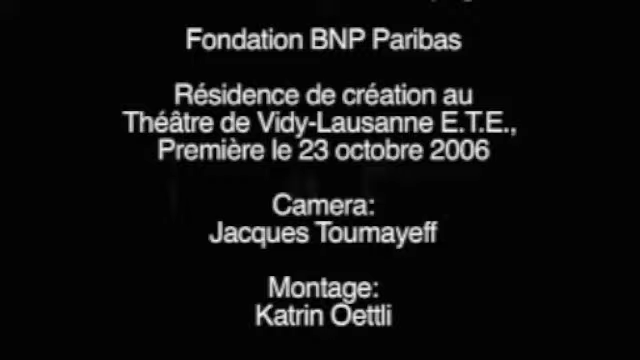 Fondation BNP Paribas
Résidence de création au
Théâtre de Vidy-Lausanne E.T.E.,
Première le 23 octobre 2006
Camera:
Jacques Toumayeff
Montage:
Katrin Oettli